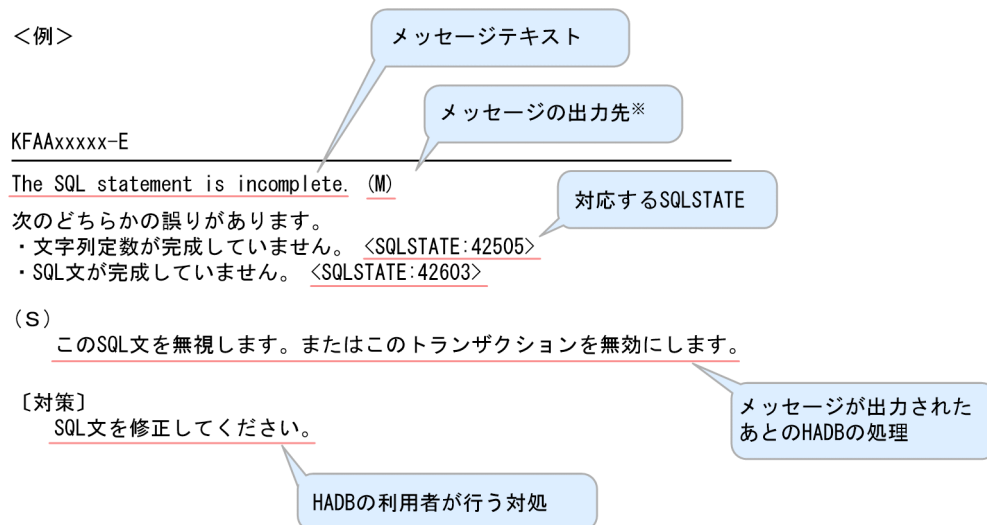 <例>
メッセージテキスト
メッセージの出力先※
KFAAxxxxx-E
The SQL statement is incomplete. (M)
対応するSQLSTATE
次のどちらかの誤りがあります。
・文字列定数が完成していません。 <SQLSTATE:42505>
・SQL文が完成していません。 <SQLSTATE:42603>
(S)
このSQL文を無視します。またはこのトランザクションを無効にします。
〔対策〕
SQL文を修正してください。
メッセージが出力された
あとのHADBの処理
HADBの利用者が行う対処